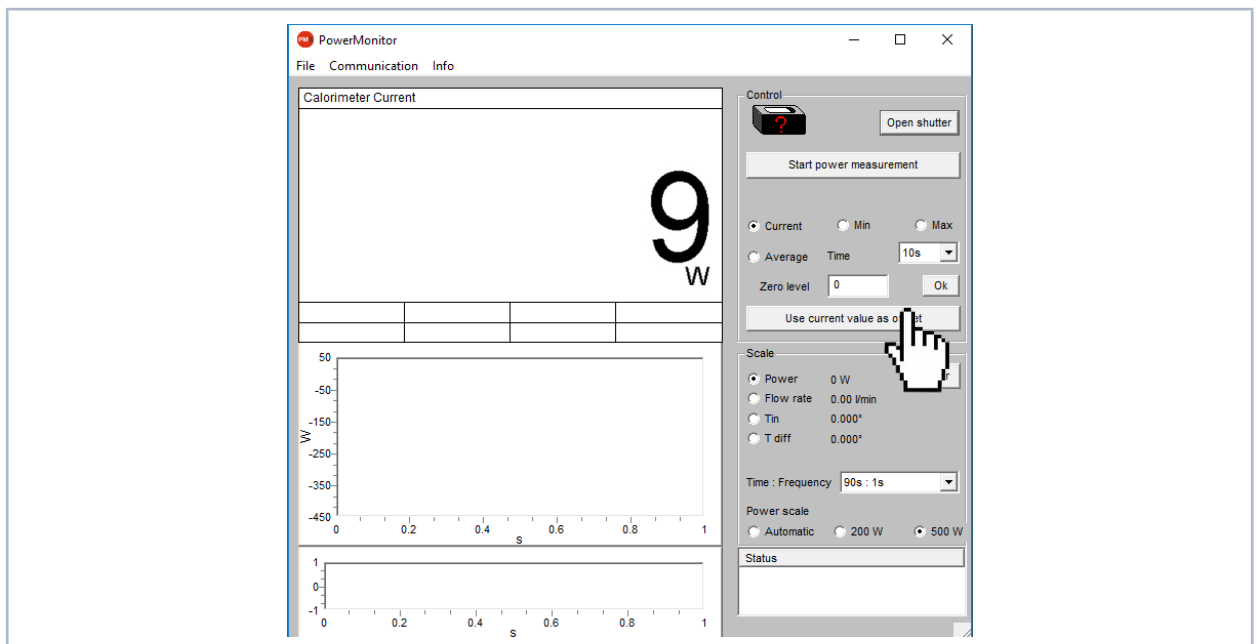 PM PowerMonitor
File Communication Info
Calorimeter Current
9
W
Control
?
Open shutter
Start power measurement
Current Min Max
Average Time 10s
Zero level 0 Ok
Use current value as
Scale
Power 0 W
Flow rate 0.00 l/min
Tin 0.000°
T diff 0.000°
Time : Frequency 90s : 1s
Power scale
Automatic 200 W 500 W
Status
50
-50
-150
-250
-350
-450
W
0 0.2 0.4 0.6 0.8 1
s
1
0
-1
0 0.2 0.4 0.6 0.8 1
s